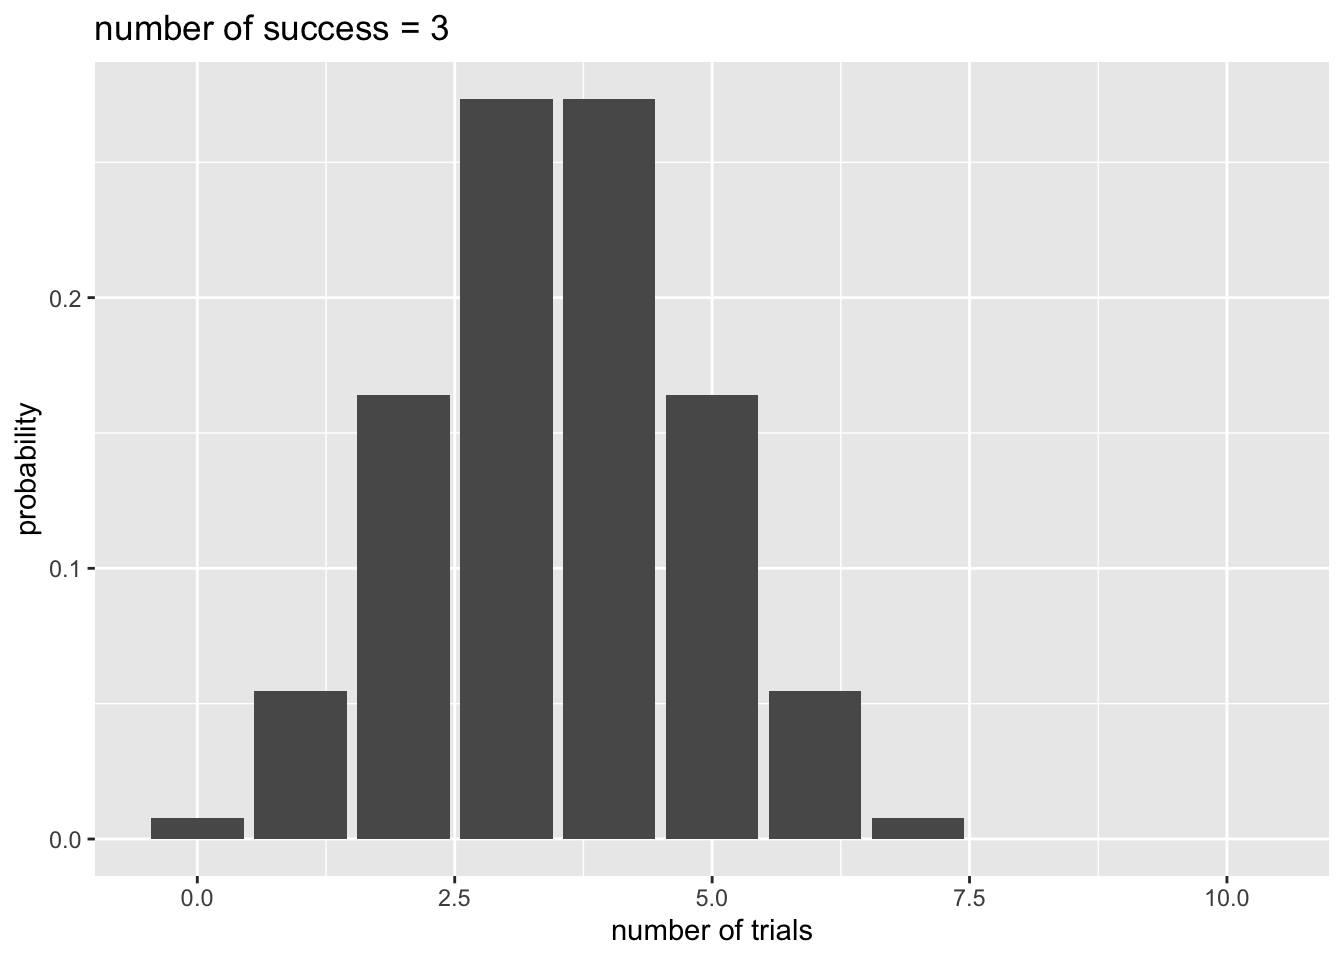 number of success = 3
probability
0.2
0.1
0.0
0.0 2.5 5.0 7.5 10.0
number of trials